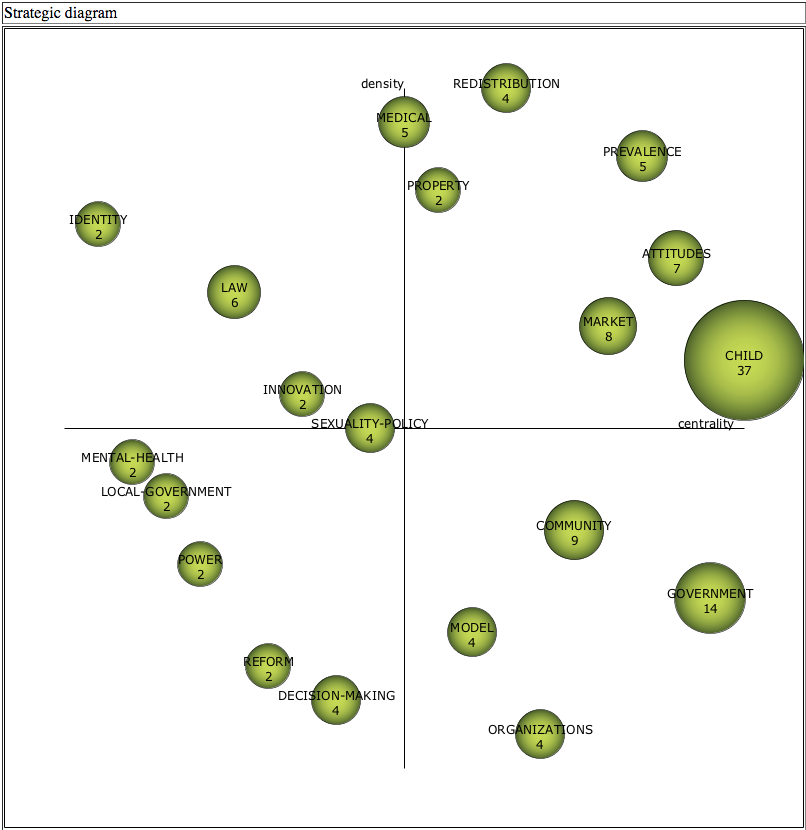 Strategic diagram
density
REDISTRIBUTION
4
MEDICAL
5
PREVALENCE
5
PROPERTY
2
IDENTITY
2
ATTITUDES
7
LAW
6
MARKET
8
CHILD
37
INNOVATION
2
SEXUALITY-POLICY
4
centrality
MENTAL-HEALTH
2
LOCAL-GOVERNMENT
2
COMMUNITY
9
POWER
2
GOVERNMENT
14
MODEL
4
REFORM
2
DECISION-MAKING
4
ORGANIZATIONS
4